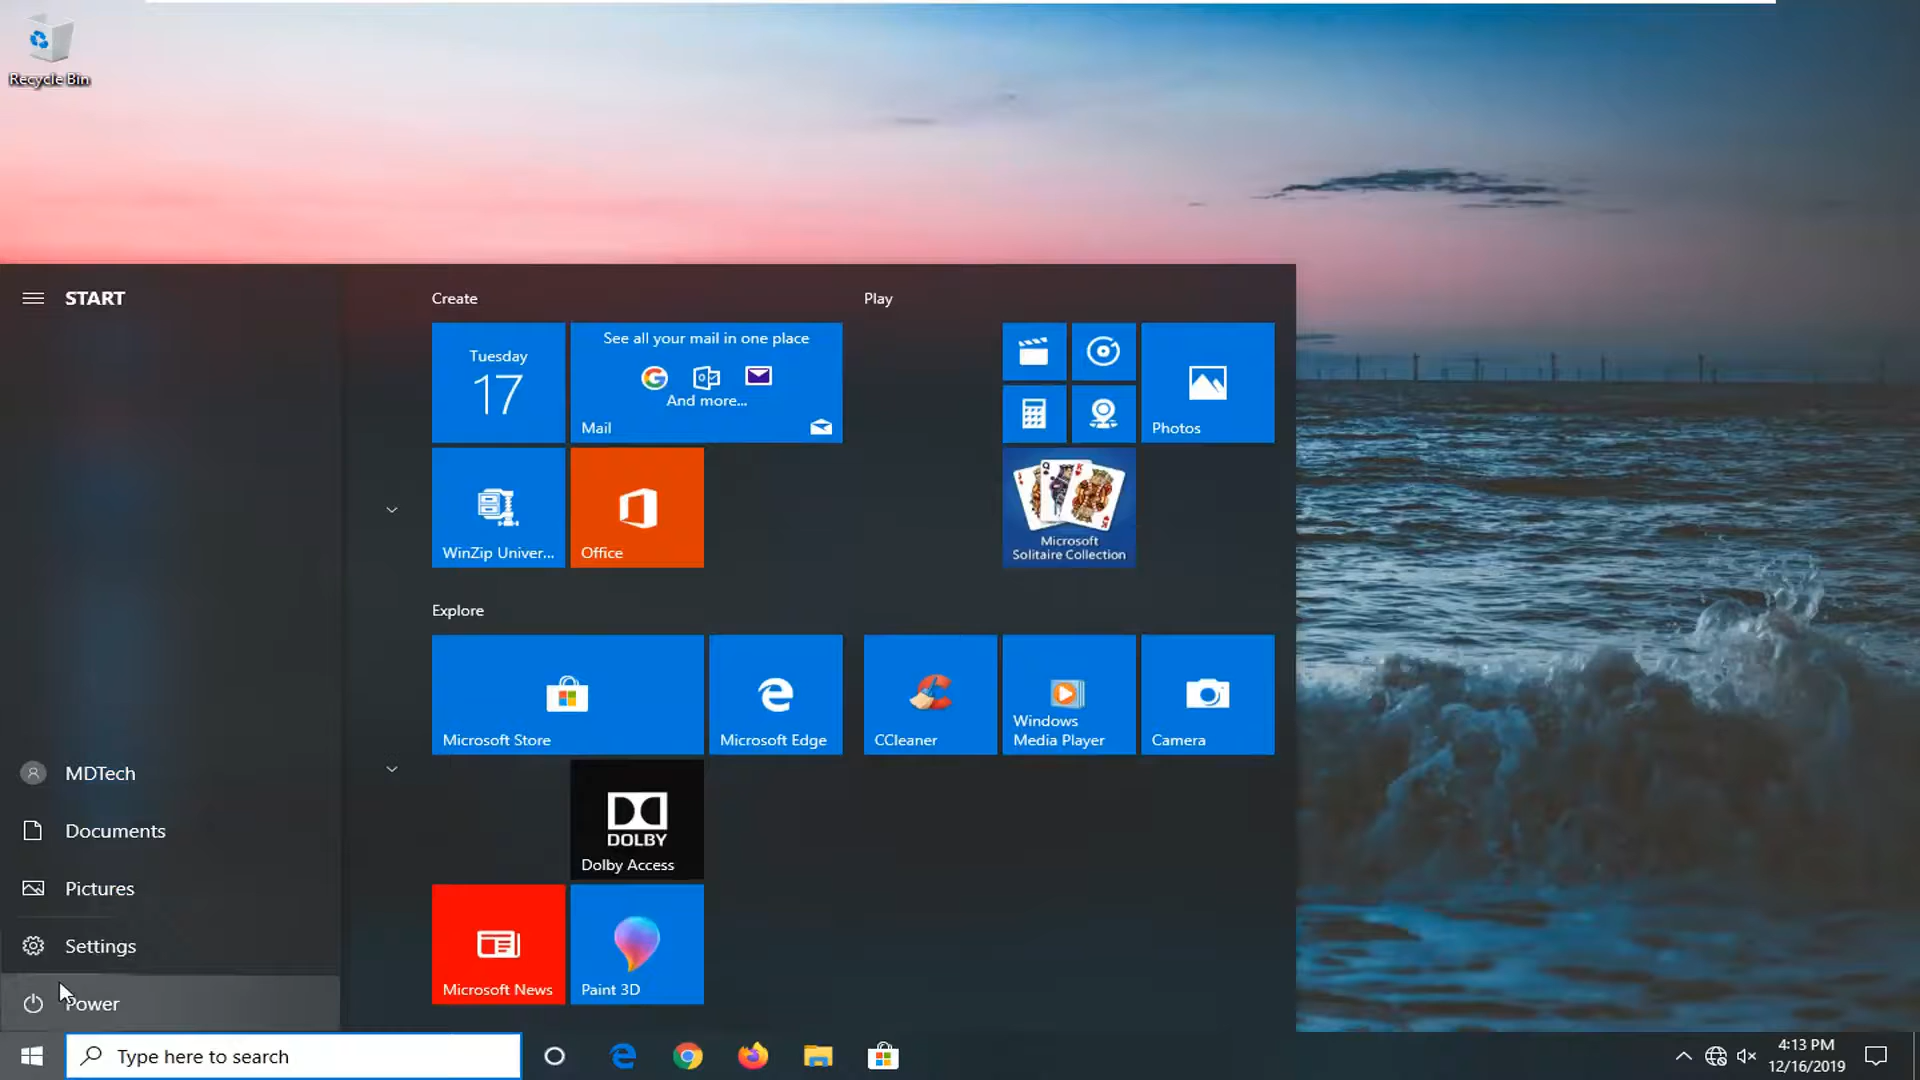 Recycle Bin
START
MDTech
Documents
Pictures
Settings
Power
Create
Tuesday
17
See all your mail in one place
And more...
Mail
WinZip Univer...
Office
Explore
Microsoft Store
Microsoft Edge
DOLBY
Dolby Access
Microsoft News
Paint 3D
Play
Photos
Microsoft
Solitaire Collection
CCleaner
Windows
Media Player
Camera
Type here to search
4:13 PM
12/16/2019